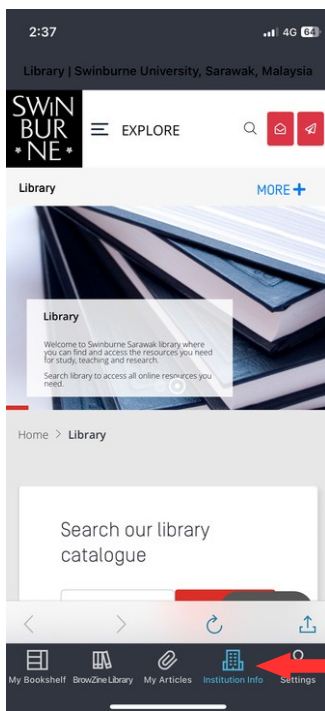 2:37
4G 64
Library | Swinburne University, Sarawak, Malaysia
SWIN
BUR
* NE *
EXPLORE
Library
MORE +
Library
Welcome to Swinburne Sarawak library where
you can find and access the resources you need
for study, teaching and research.
Search library to access all online resources you
need.
Home > Library
Search our library
catalogue
My Bookshelf BrowZine Library My Articles Institution Info Settings